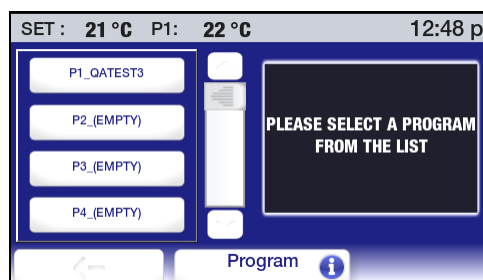 SET : 21 °C P1: 22 °C 12:48 p
P1_QATEST3
P2_(EMPTY)
P3_(EMPTY)
P4_(EMPTY)
PLEASE SELECT A PROGRAM
FROM THE LIST
Program i